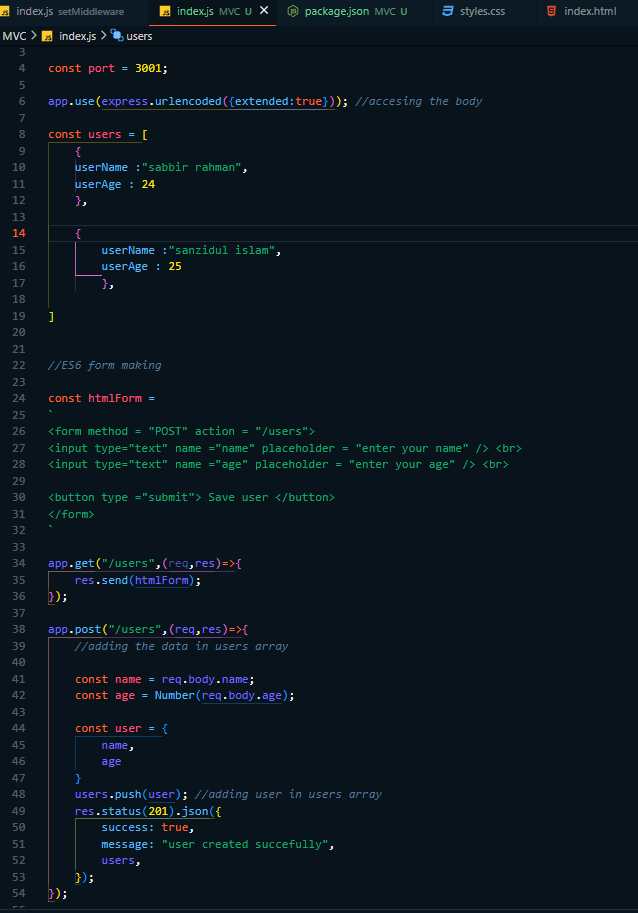 index.js setMiddleware
index.js MVC U
package.json MVC U
styles.css
index.html
MVC > index.js > users
3
4 const port = 3001;
5
6 app.use(express.urlencoded({extended:true})); //accesing the body
7
8 const users = [
9 {
10 userName :"sabbir rahman",
11 userAge : 24
12 },
13
14 {
15 userName :"sanzidul islam",
16 userAge : 25
17 },
18
19 ]
20
21
22 //ES6 form making
23
24 const htmlForm =
25 `
26 <form method = "POST" action = "/users">
27 <input type="text" name ="name" placeholder = "enter your name" /> <br>
28 <input type="text" name ="age" placeholder = "enter your age" /> <br>
29
30 <button type ="submit"> Save user </button>
31 </form>
32 `
33
34 app.get("/users",(req,res)=>{
35 res.send(htmlForm);
36 });
37
38 app.post("/users",(req,res)=>{
39 //adding the data in users array
40
41 const name = req.body.name;
42 const age = Number(req.body.age);
43
44 const user = {
45 name,
46 age
47 }
48 users.push(user); //adding user in users array
49 res.status(201).json({
50 success: true,
51 message: "user created succefully",
52 users,
53 });
54 });
55